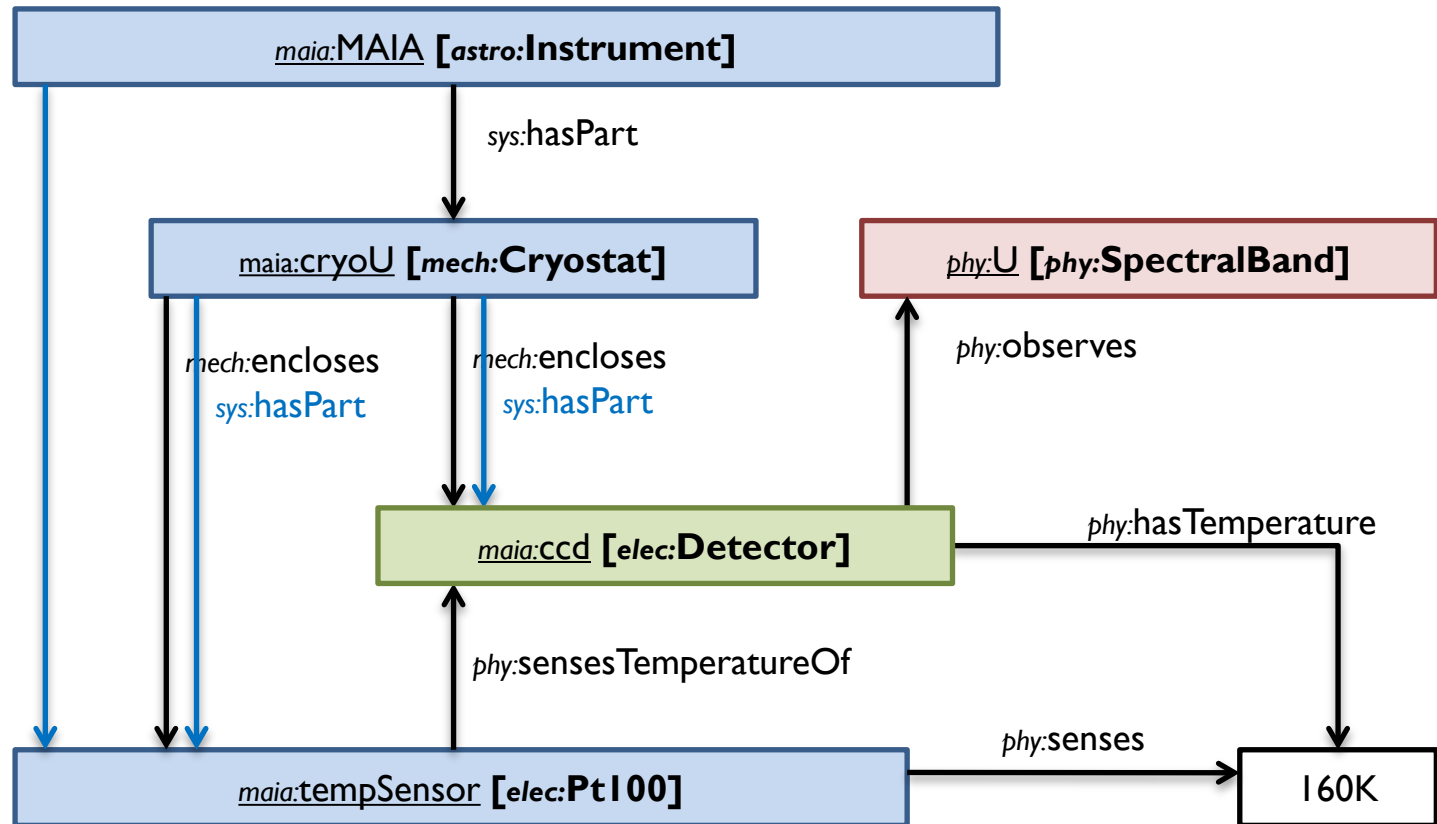 maia:MAIA [astro:Instrument]
sys:hasPart
maia:cryoU [mech:Cryostat]
phy:U [phy:SpectralBand]
mech:encloses
sys:hasPart
mech:encloses
sys:hasPart
phy:observes
maia:ccd [elec:Detector]
phy:hasTemperature
phy:sensesTemperatureOf
phy:senses
maia:tempSensor [elec:Pt100]
160K